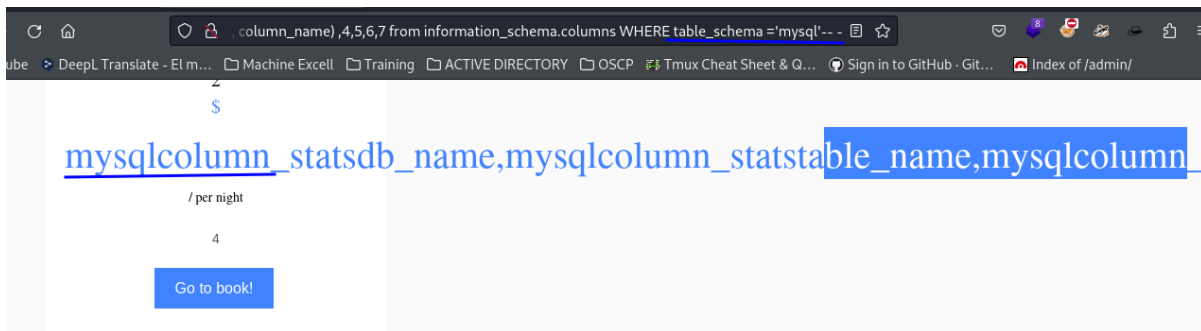 , column_name) ,4,5,6,7 from information_schema.columns WHERE table_schema ='mysql'-- -
8
ube DeepL Translate - El m... Machine Excell Training ACTIVE DIRECTORY OSCP Tmux Cheat Sheet & Q... Sign in to GitHub · Git... Index of /admin/
2
$
mysqlcolumn_statsdb_name,mysqlcolumn_statstable_name,mysqlcolumn_
/ per night
4
Go to book!